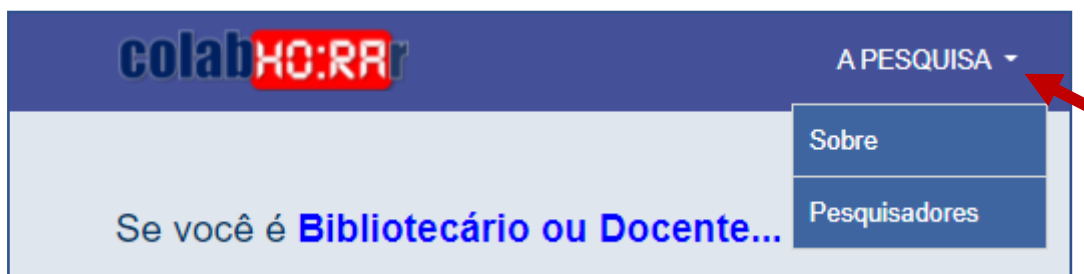 colabHO:RAr
A PESQUISA
Sobre
Pesquisadores
Se você é Bibliotecário ou Docente...